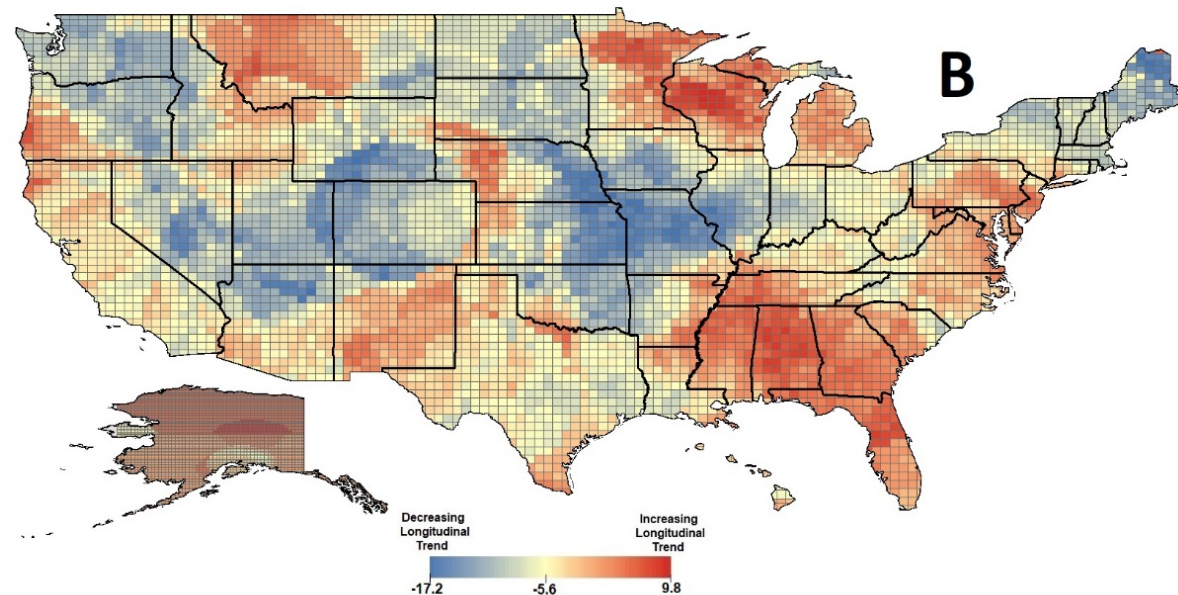 B
Decreasing
Longitudinal
Trend
Increasing
Longitudinal
Trend
-17.2
-5.6
9.8